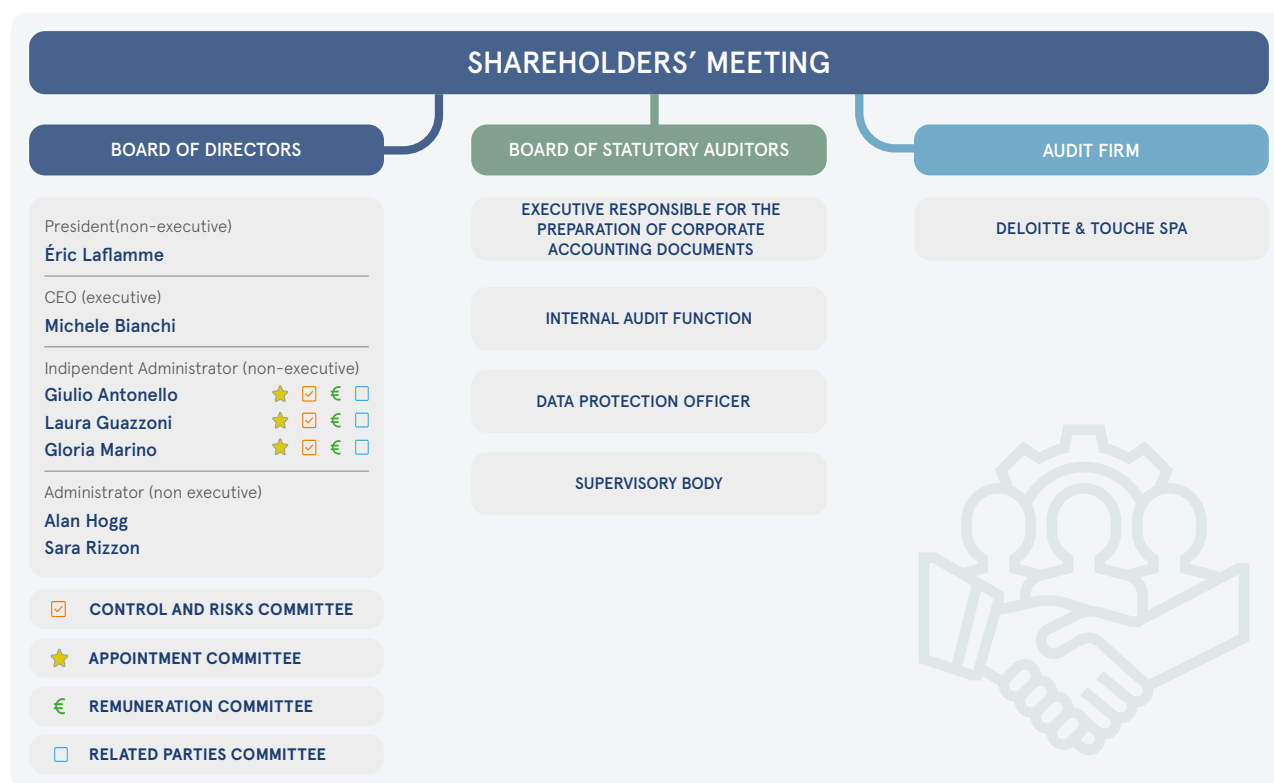 SHAREHOLDERS’ MEETING
BOARD OF DIRECTORS
President(non-executive)
Éric Laflamme
CEO (executive)
Michele Bianchi
Indipendent Administrator (non-executive)
Giulio Antonello €
Laura Guazzoni €
Gloria Marino €
Administrator (non executive)
Alan Hogg
Sara Rizzon
CONTROL AND RISKS COMMITTEE
APPOINTMENT COMMITTEE
€ REMUNERATION COMMITTEE
RELATED PARTIES COMMITTEE
BOARD OF STATUTORY AUDITORS
EXECUTIVE RESPONSIBLE FOR THE
PREPARATION OF CORPORATE
ACCOUNTING DOCUMENTS
INTERNAL AUDIT FUNCTION
DATA PROTECTION OFFICER
SUPERVISORY BODY
AUDIT FIRM
DELOITTE & TOUCHE SPA